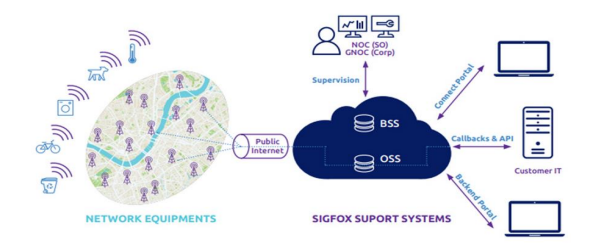 NOC (SO)
GNOC (Corp)
Supervision
Connect Portal
BSS
Public
Internet
Callbacks & API
OSS
Customer IT
Backend Portal
NETWORK EQUIPMENTS
SIGFOX SUPORT SYSTEMS